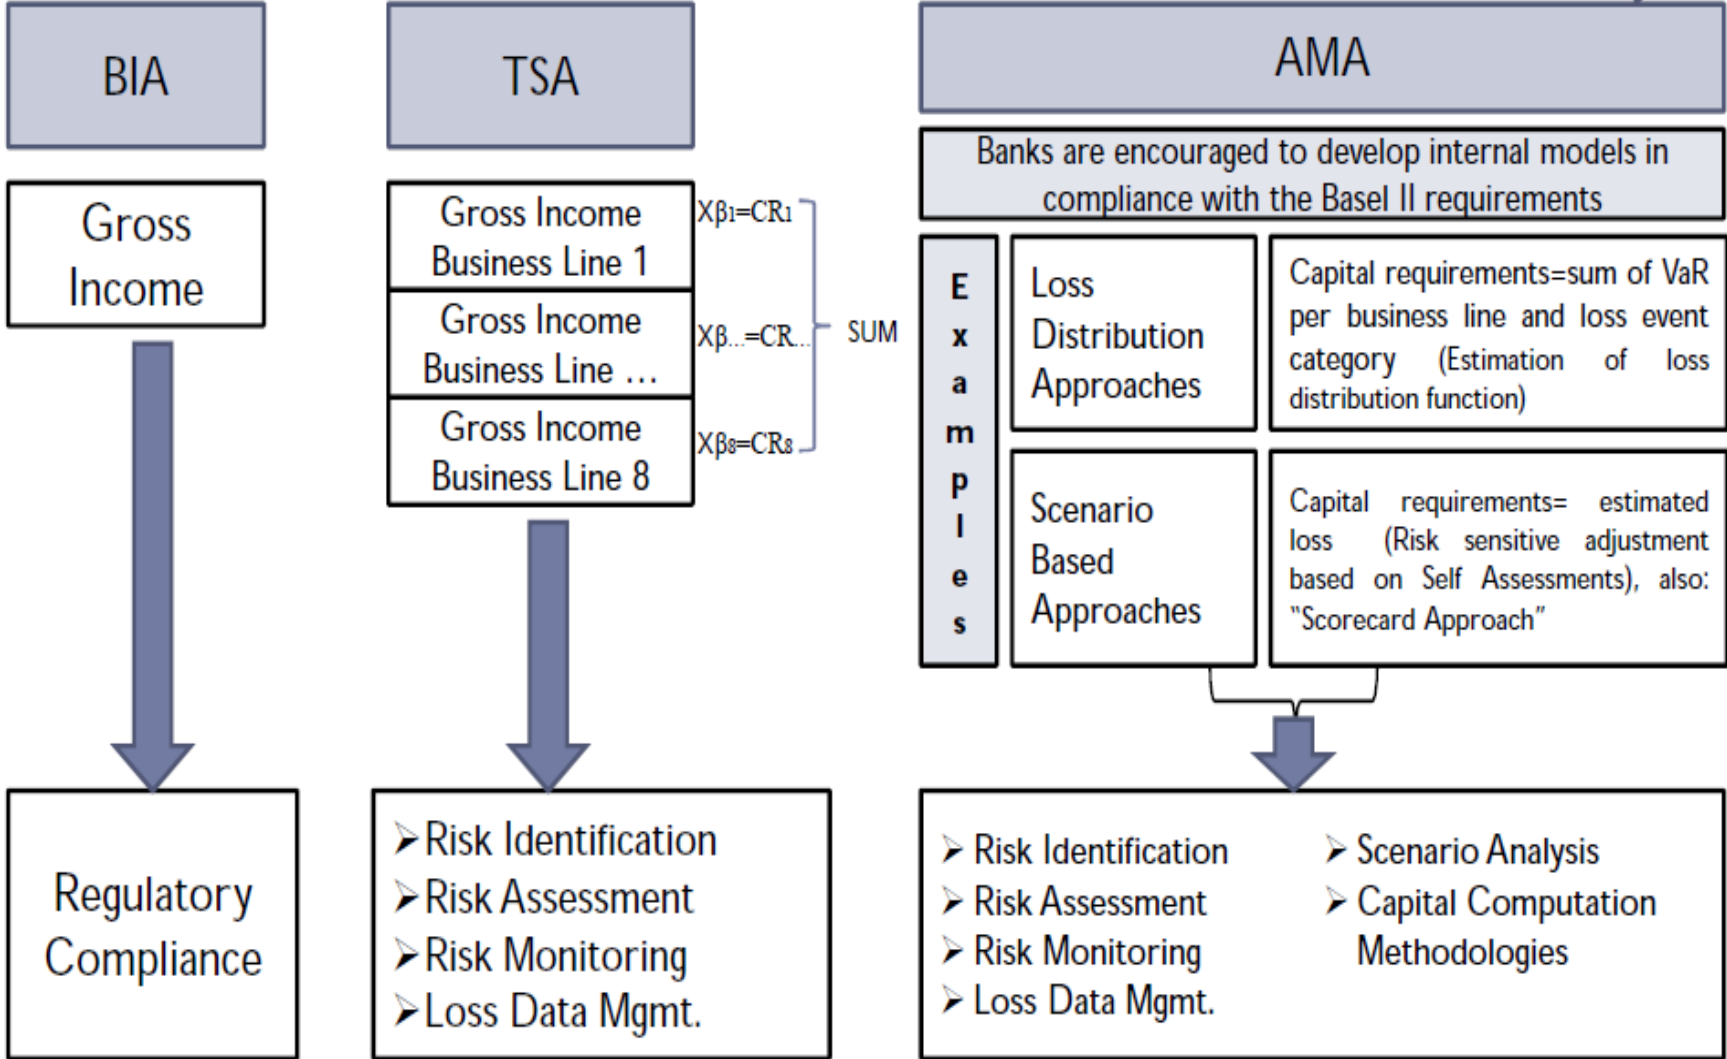 BIA
Gross
Income
Regulatory
Compliance
TSA
Gross Income
Business Line 1
Xβ₁=CR₁
Gross Income
Business Line …
Xβ...=CR...
Gross Income
Business Line 8
Xβ₈=CR₈
SUM
➢Risk Identification
➢Risk Assessment
➢Risk Monitoring
➢Loss Data Mgmt.
AMA
Banks are encouraged to develop internal models in
compliance with the Basel II requirements
Examples
Loss
Distribution
Approaches
Capital requirements=sum of VaR
per business line and loss event
category (Estimation of loss
distribution function)
Scenario
Based
Approaches
Capital requirements= estimated
loss (Risk sensitive adjustment
based on Self Assessments), also:
“Scorecard Approach”
➢ Risk Identification
➢ Risk Assessment
➢ Risk Monitoring
➢ Loss Data Mgmt.
➢ Scenario Analysis
➢ Capital Computation
Methodologies